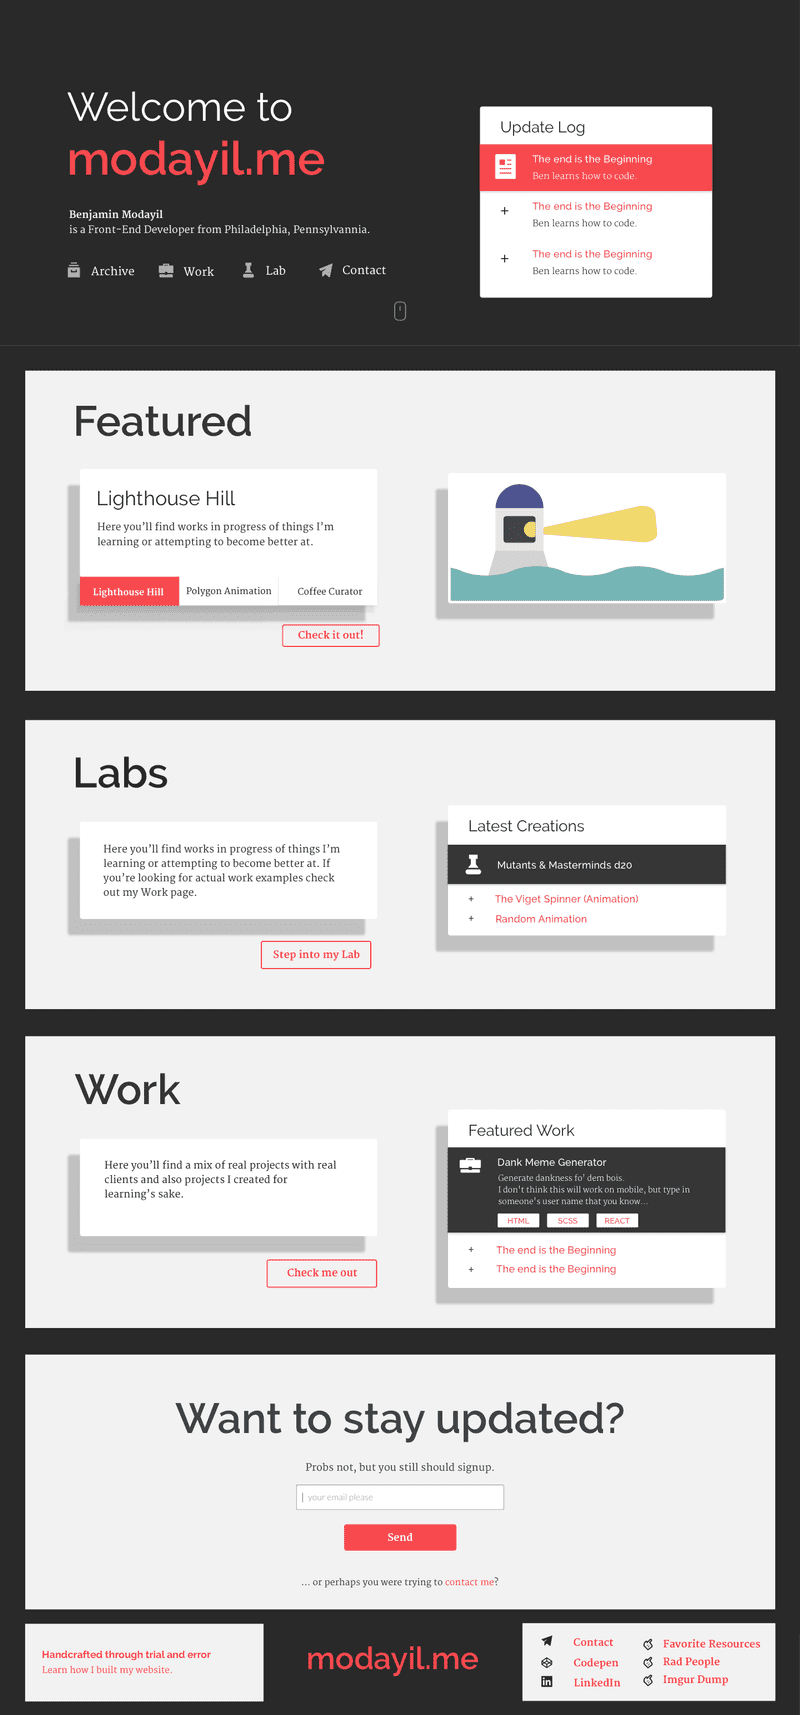 Welcome to
modayil.me
Benjamin Modayil
is a Front-End Developer from Philadelphia, Pennsylvannia.
Archive
Work
Lab
Contact
Update Log
The end is the Beginning
Ben learns how to code.
+ The end is the Beginning
Ben learns how to code.
+ The end is the Beginning
Ben learns how to code.
Featured
Lighthouse Hill
Here you'll find works in progress of things I'm
learning or attempting to become better at.
Lighthouse Hill
Polygon Animation
Coffee Curator
Check it out!
Labs
Here you'll find works in progress of things I'm
learning or attempting to become better at. If
you're looking for actual work examples check
out my Work page.
Step into my Lab
Latest Creations
Mutants & Masterminds d20
+ The Viget Spinner (Animation)
+ Random Animation
Work
Here you'll find a mix of real projects with real
clients and also projects I created for
learning's sake.
Check me out
Featured Work
Dank Meme Generator
Generate dankness fo' dem bois.
I don't think this will work on mobile, but type in
someone's user name that you know...
HTML
SCSS
REACT
+ The end is the Beginning
+ The end is the Beginning
Want to stay updated?
Probs not, but you still should signup.
your email please
Send
... or perhaps you were trying to contact me?
Handcrafted through trial and error
Learn how I built my website.
modayil.me
Contact
Codepen
LinkedIn
Favorite Resources
Rad People
Imgur Dump